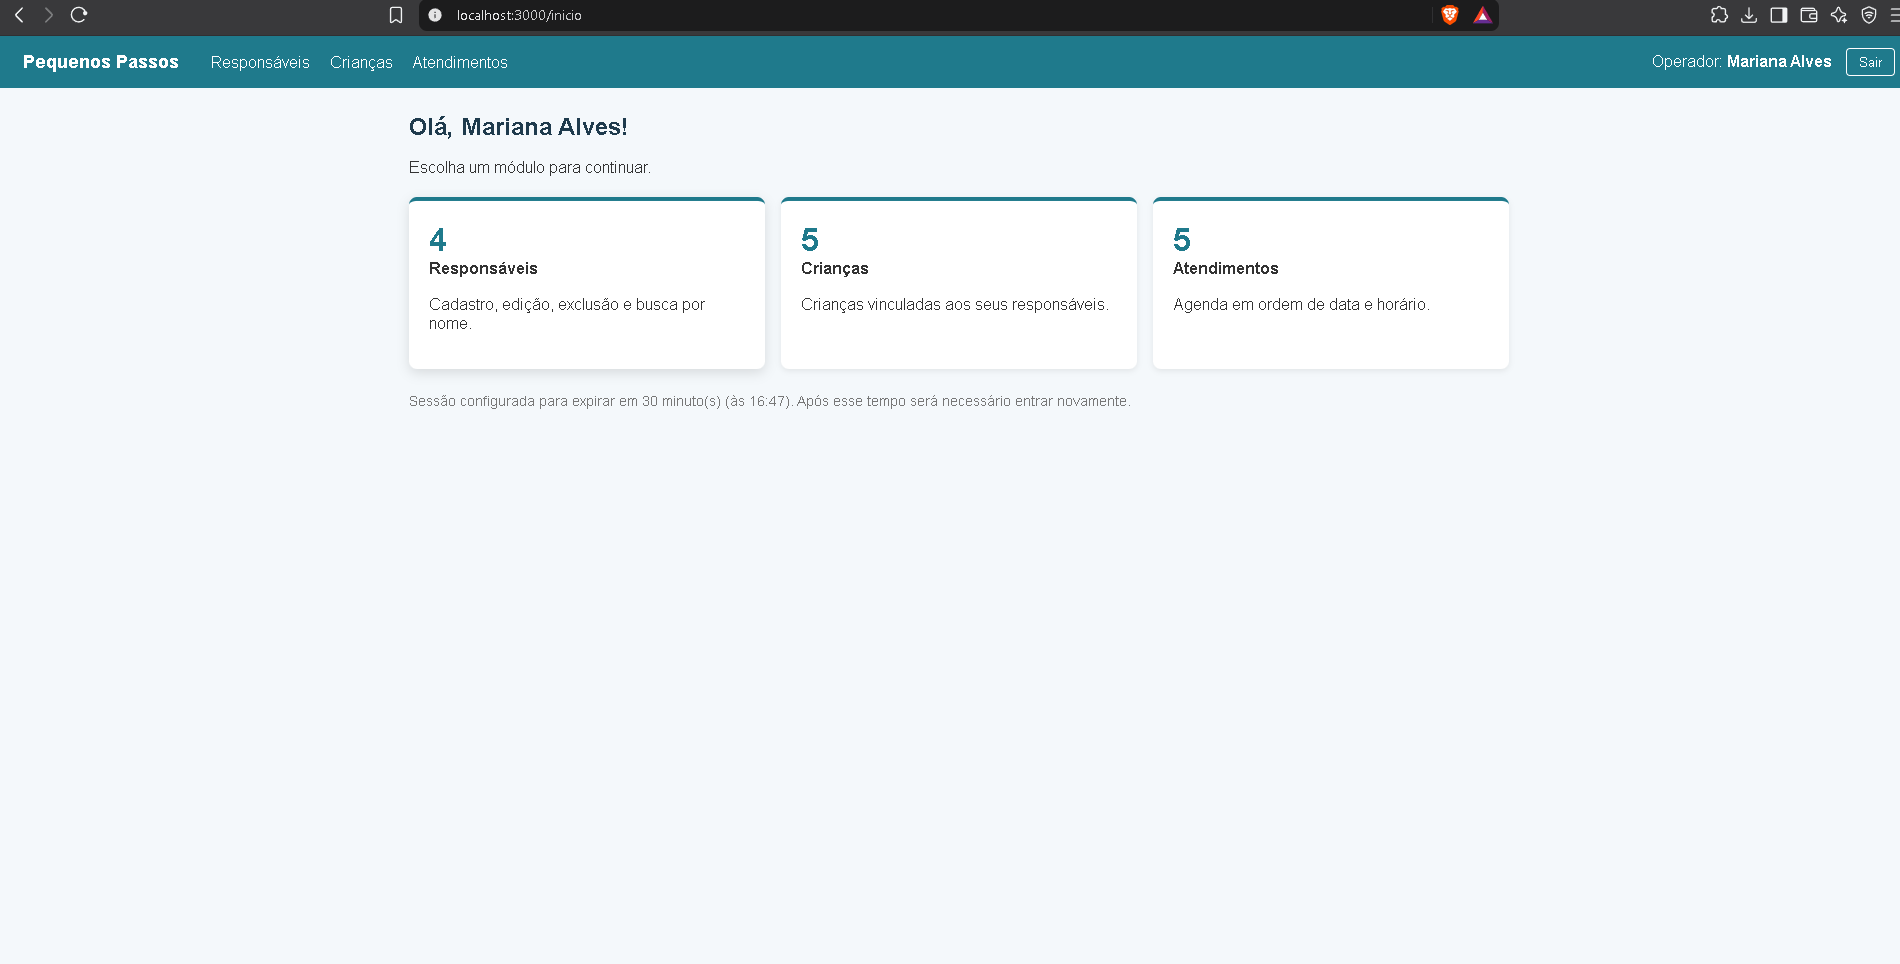 localhost:3000/inicio
Pequenos Passos Responsáveis Crianças Atendimentos Operador: Mariana Alves Sair
Olá, Mariana Alves!
Escolha um módulo para continuar.
4
Responsáveis
Cadastro, edição, exclusão e busca por
nome.
5
Crianças
Crianças vinculadas aos seus responsáveis.
5
Atendimentos
Agenda em ordem de data e horário.
Sessão configurada para expirar em 30 minuto(s) (às 16:47). Após esse tempo será necessário entrar novamente.